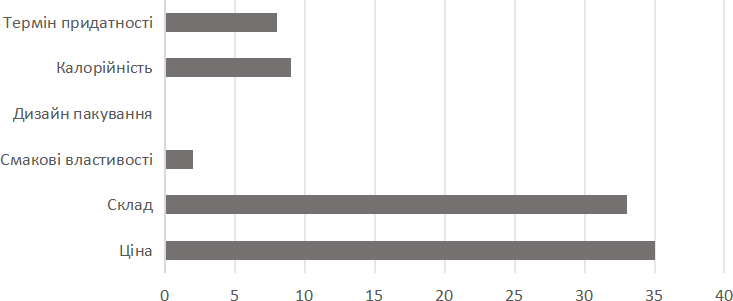 Термін придатності
Калорійність
Дизайн пакування
Смакові властивості
Склад
Ціна
0 5 10 15 20 25 30 35 40